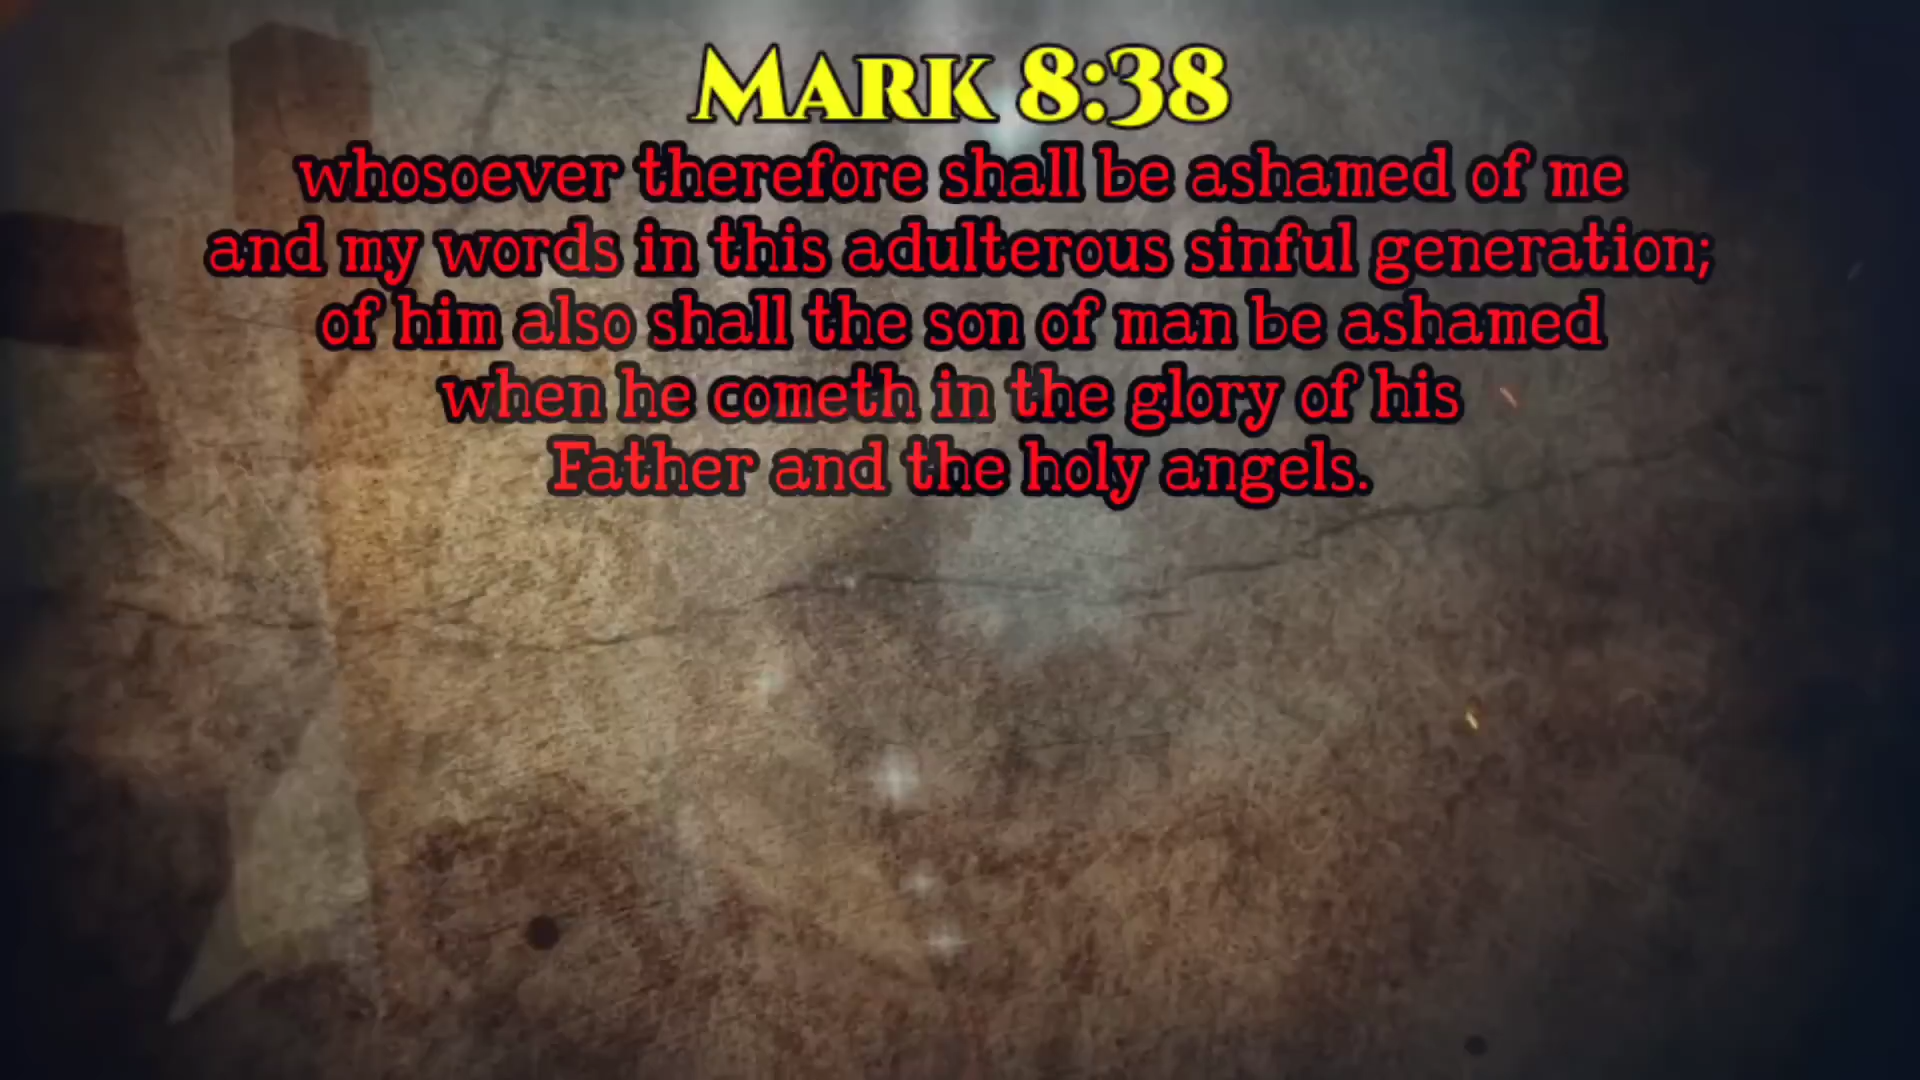 Mark 8:38
whosoever therefore shall be ashamed of me
and my words in this adulterous sinful generation;
of him also shall the son of man be ashamed
when he cometh in the glory of his
Father and the holy angels.